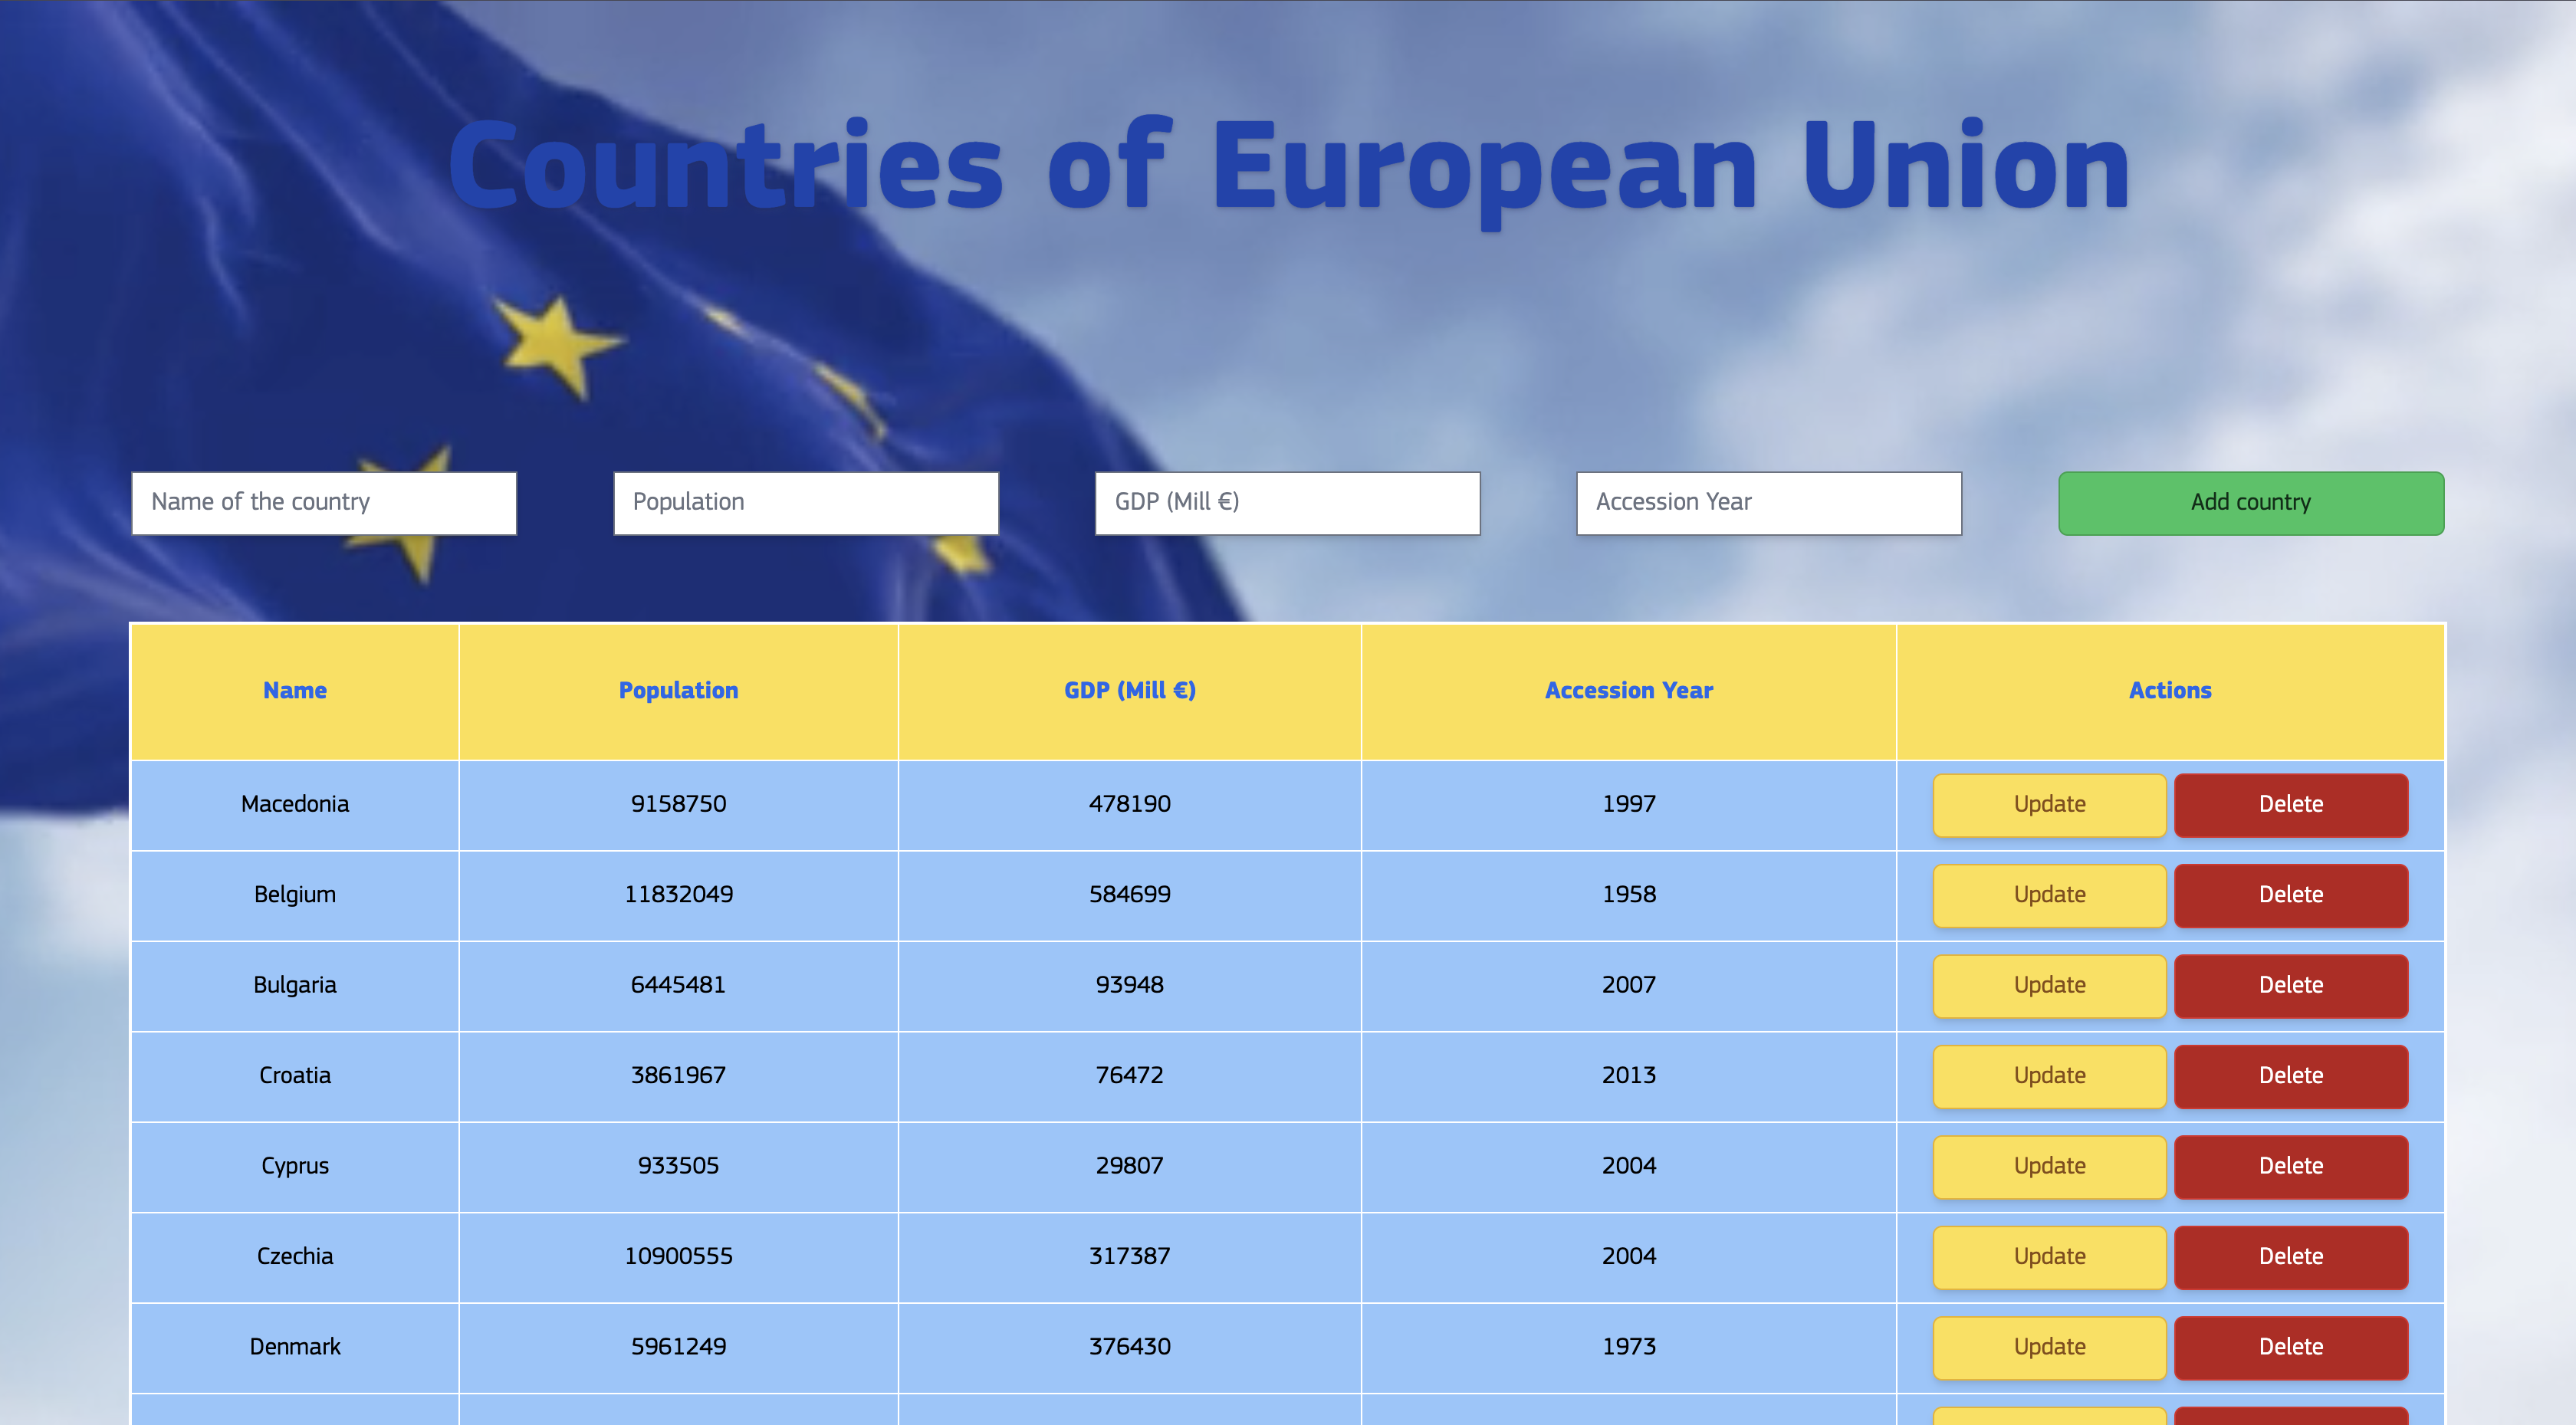 Countries of European Union
Name of the country Population GDP (Mill €) Accession Year Add country
Name Population GDP (Mill €) Accession Year Actions
Macedonia 9158750 478190 1997 Update Delete
Belgium 11832049 584699 1958 Update Delete
Bulgaria 6445481 93948 2007 Update Delete
Croatia 3861967 76472 2013 Update Delete
Cyprus 933505 29807 2004 Update Delete
Czechia 10900555 317387 2004 Update Delete
Denmark 5961249 376430 1973 Update Delete